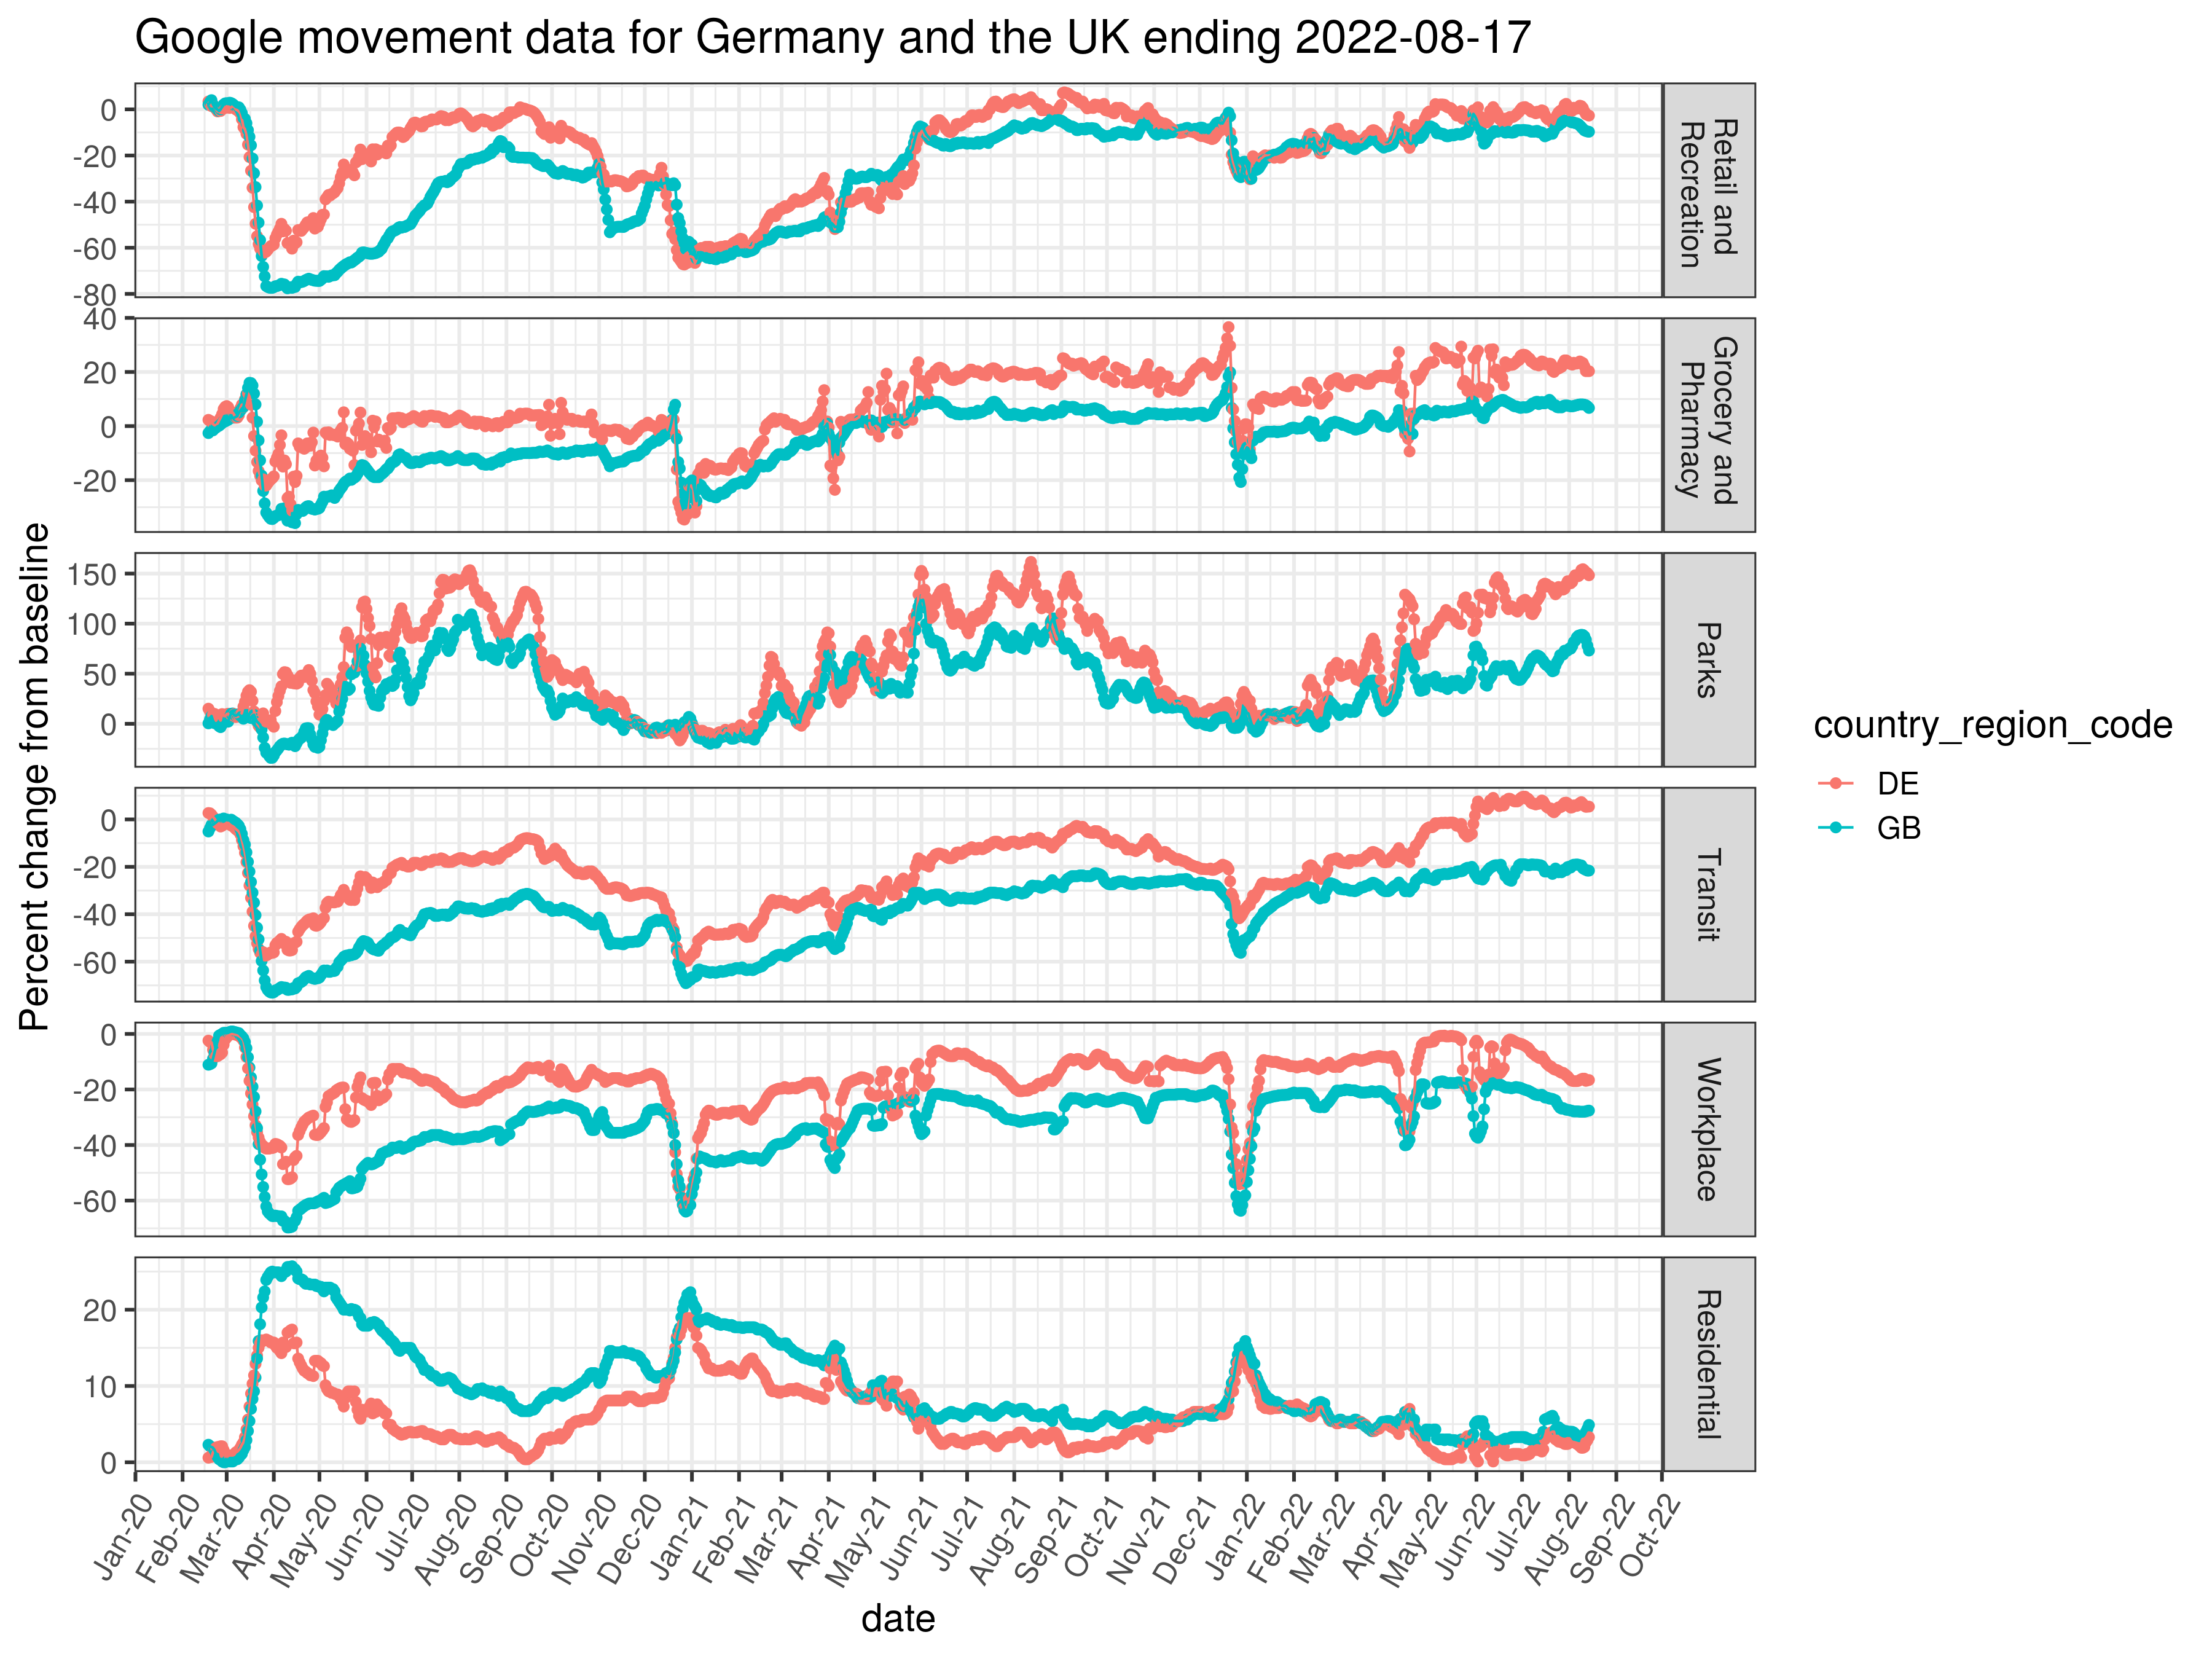 Google movement data for Germany and the UK ending 2022-08-17
Percent change from baseline
0
-20
-40
-60
-80
Retail and
Recreation
40
20
0
-20
Grocery and
Pharmacy
150
100
50
0
Parks
0
-20
-40
-60
Transit
0
-20
-40
-60
Workplace
20
10
0
Residential
Jan-20
Feb-20
Mar-20
Apr-20
May-20
Jun-20
Jul-20
Aug-20
Sep-20
Oct-20
Nov-20
Dec-20
Jan-21
Feb-21
Mar-21
Apr-21
May-21
Jun-21
Jul-21
Aug-21
Sep-21
Oct-21
Nov-21
Dec-21
Jan-22
Feb-22
Mar-22
Apr-22
May-22
Jun-22
Jul-22
Aug-22
Sep-22
Oct-22
date
country_region_code
DE
GB